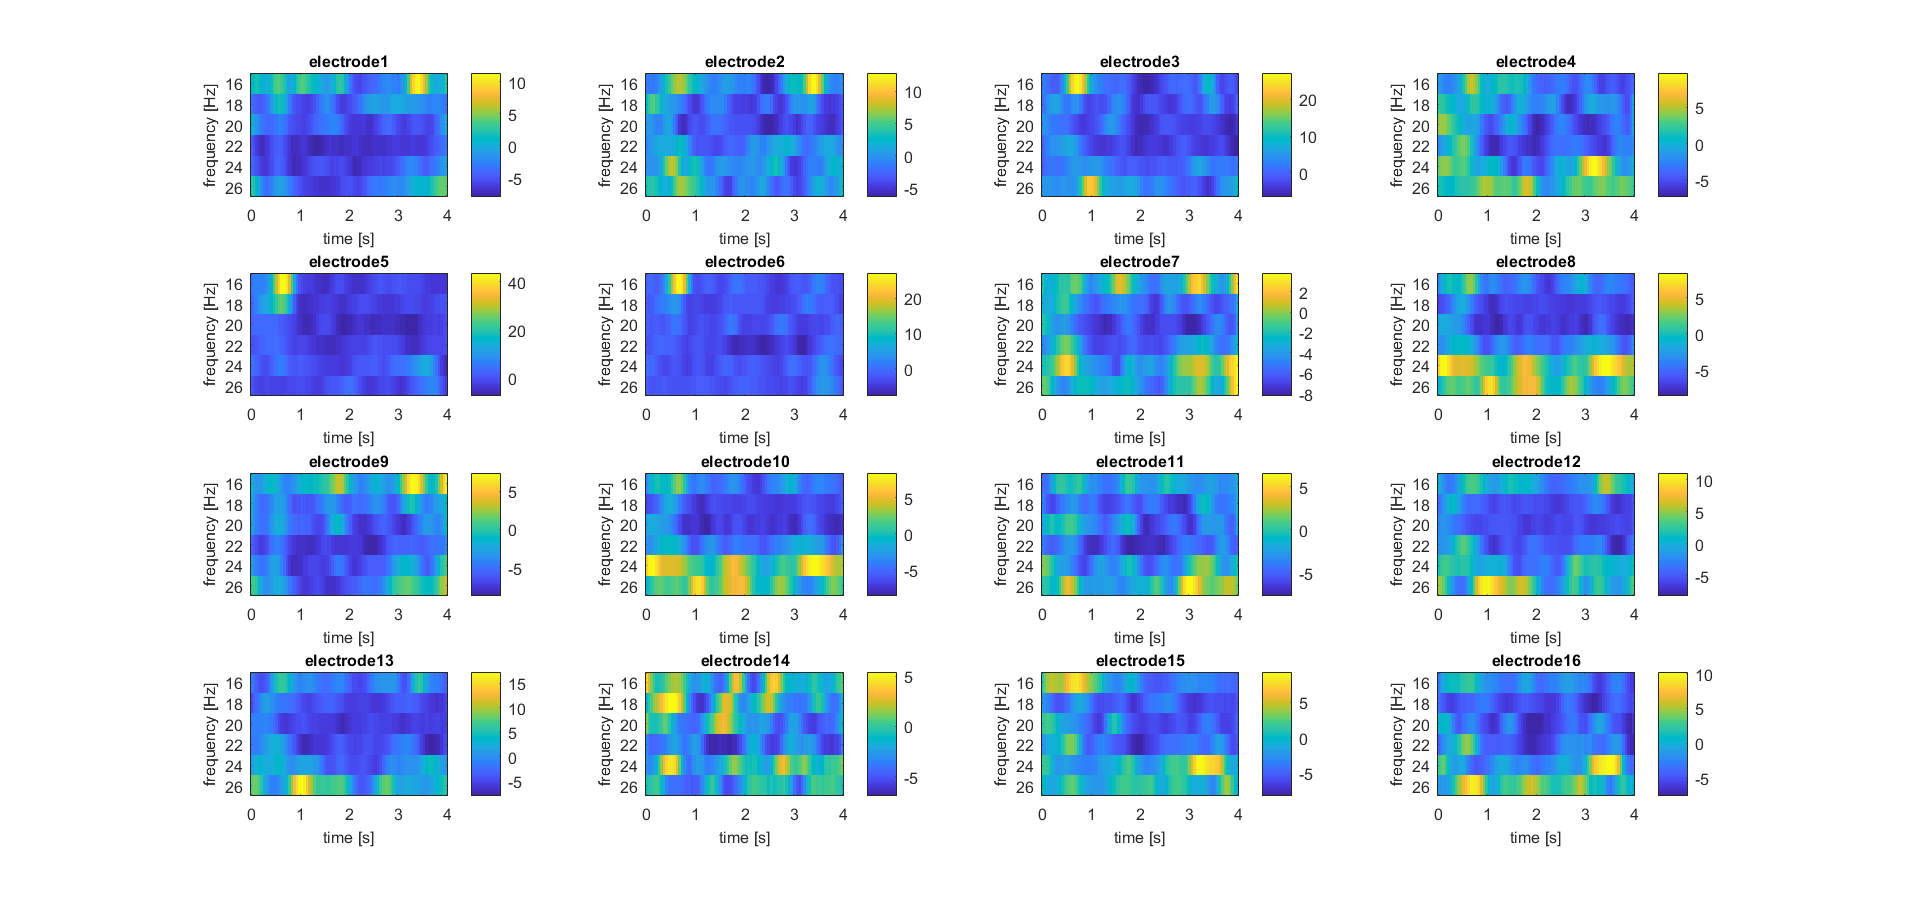 electrode1
frequency [Hz]
16
18
20
22
24
26
0 1 2 3 4
time [s]
10
5
0
-5
electrode2
frequency [Hz]
16
18
20
22
24
26
0 1 2 3 4
time [s]
10
5
0
-5
electrode3
frequency [Hz]
16
18
20
22
24
26
0 1 2 3 4
time [s]
20
10
0
electrode4
frequency [Hz]
16
18
20
22
24
26
0 1 2 3 4
time [s]
5
0
-5
electrode5
frequency [Hz]
16
18
20
22
24
26
0 1 2 3 4
time [s]
40
20
0
electrode6
frequency [Hz]
16
18
20
22
24
26
0 1 2 3 4
time [s]
20
10
0
electrode7
frequency [Hz]
16
18
20
22
24
26
0 1 2 3 4
time [s]
2
0
-2
-4
-6
-8
electrode8
frequency [Hz]
16
18
20
22
24
26
0 1 2 3 4
time [s]
5
0
-5
electrode9
frequency [Hz]
16
18
20
22
24
26
0 1 2 3 4
time [s]
5
0
-5
electrode10
frequency [Hz]
16
18
20
22
24
26
0 1 2 3 4
time [s]
5
0
-5
electrode11
frequency [Hz]
16
18
20
22
24
26
0 1 2 3 4
time [s]
5
0
-5
electrode12
frequency [Hz]
16
18
20
22
24
26
0 1 2 3 4
time [s]
10
5
0
-5
electrode13
frequency [Hz]
16
18
20
22
24
26
0 1 2 3 4
time [s]
15
10
5
0
-5
electrode14
frequency [Hz]
16
18
20
22
24
26
0 1 2 3 4
time [s]
5
0
-5
electrode15
frequency [Hz]
16
18
20
22
24
26
0 1 2 3 4
time [s]
5
0
-5
electrode16
frequency [Hz]
16
18
20
22
24
26
0 1 2 3 4
time [s]
10
5
0
-5